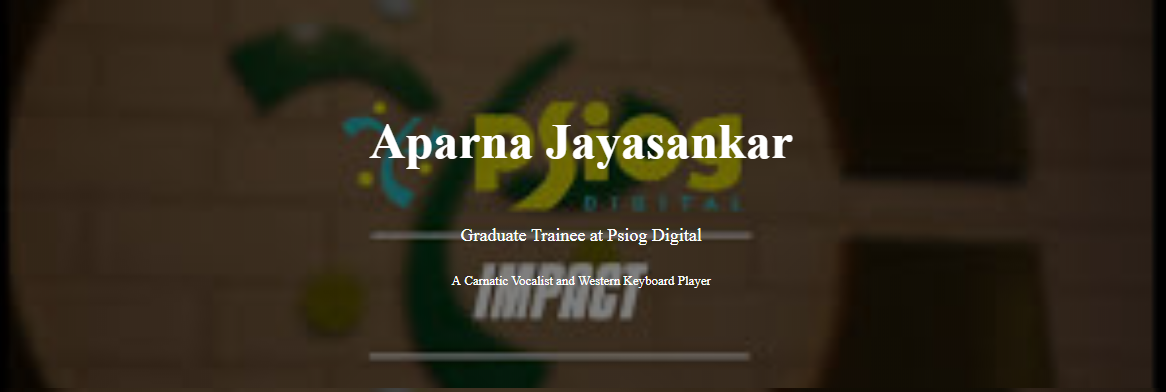 psiog
Aparna Jayasankar
DIGITAL
Graduate Trainee at Psiog Digital
A Carnatic Vocalist and Western Keyboard Player
IMPACT